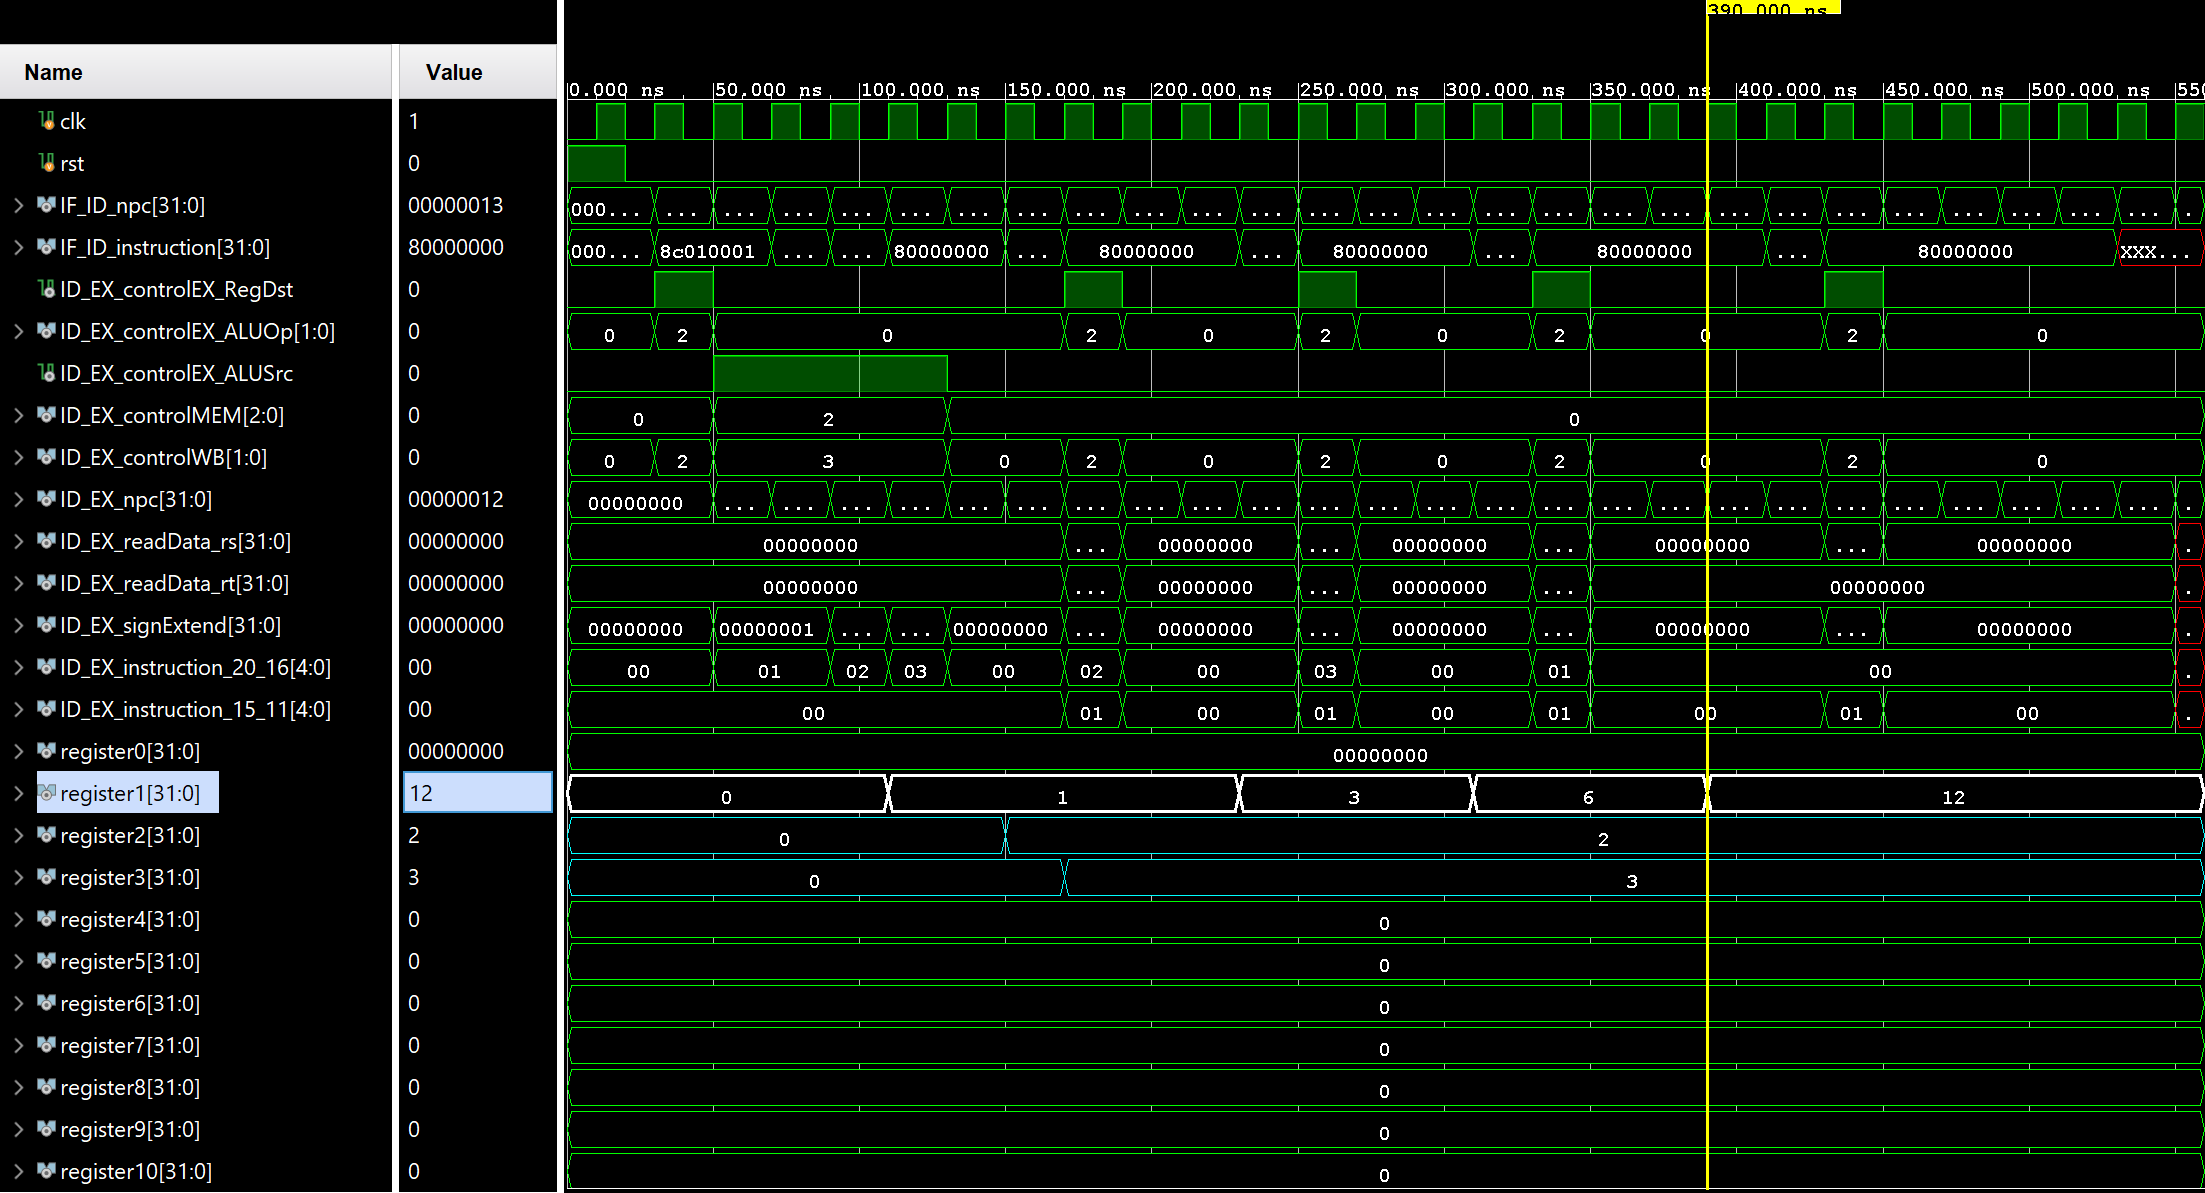 390.000 ns
Name Value
0.000 ns 50.000 ns 100.000 ns 150.000 ns 200.000 ns 250.000 ns 300.000 ns 350.000 ns 400.000 ns 450.000 ns 500.000 ns 550
clk 1
rst 0
IF_ID_npc[31:0] 00000013 000... ... ... ... ... ... ... ... ... ... ... ... ... ... ... ... ... ... ... ... ... ... ... ... ... ... .
IF_ID_instruction[31:0] 80000000 000... 8c010001 ... ... 80000000 ... 80000000 ... 80000000 ... 80000000 ... 80000000 XXX...
ID_EX_controlEX_RegDst 0
ID_EX_controlEX_ALUOp[1:0] 0 0 2 0 2 0 2 0 2 0 2 0
ID_EX_controlEX_ALUSrc 0
ID_EX_controlMEM[2:0] 0 0 2 0
ID_EX_controlWB[1:0] 0 0 2 3 0 2 0 2 0 2 0 2 0
ID_EX_npc[31:0] 00000012 00000000 ... ... ... ... ... ... ... ... ... ... ... ... ... ... ... ... ... ... ... ... ... ... ... ... ... .
ID_EX_readData_rs[31:0] 00000000 00000000 ... 00000000 ... 00000000 ... 00000000 ... 00000000 .
ID_EX_readData_rt[31:0] 00000000 00000000 ... 00000000 ... 00000000 ... 00000000 .
ID_EX_signExtend[31:0] 00000000 00000000 00000001 ... ... 00000000 ... 00000000 ... 00000000 ... 00000000 ... 00000000 .
ID_EX_instruction_20_16[4:0] 00 00 01 02 03 00 02 00 03 00 01 00 .
ID_EX_instruction_15_11[4:0] 00 00 01 00 01 00 01 00 01 00 .
register0[31:0] 00000000 00000000
register1[31:0] 12 0 1 3 6 12
register2[31:0] 2 0 2
register3[31:0] 3 0 3
register4[31:0] 0 0
register5[31:0] 0 0
register6[31:0] 0 0
register7[31:0] 0 0
register8[31:0] 0 0
register9[31:0] 0 0
register10[31:0] 0 0